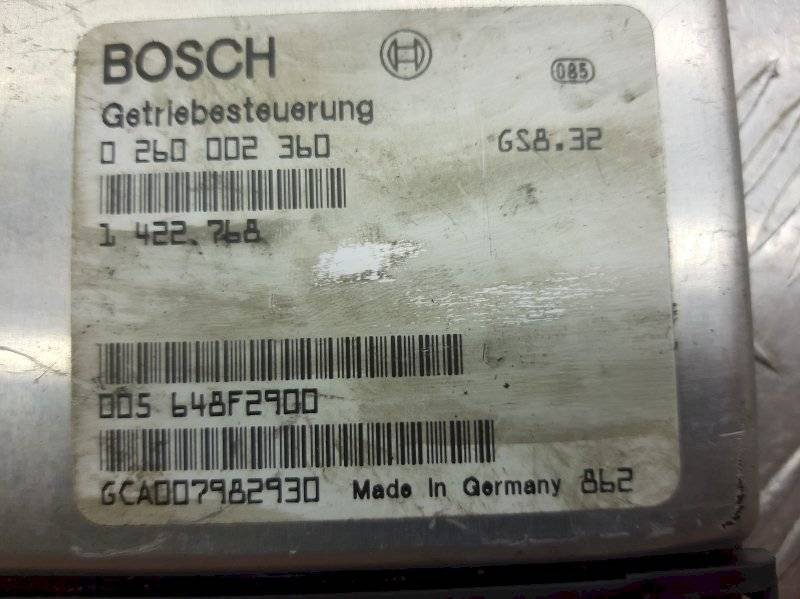 BOSCH
085
Getriebesteuerung
0 260 002 360 GS8.32
1 422.768
005 648F2900
GCA007982930 Made In Germany 862